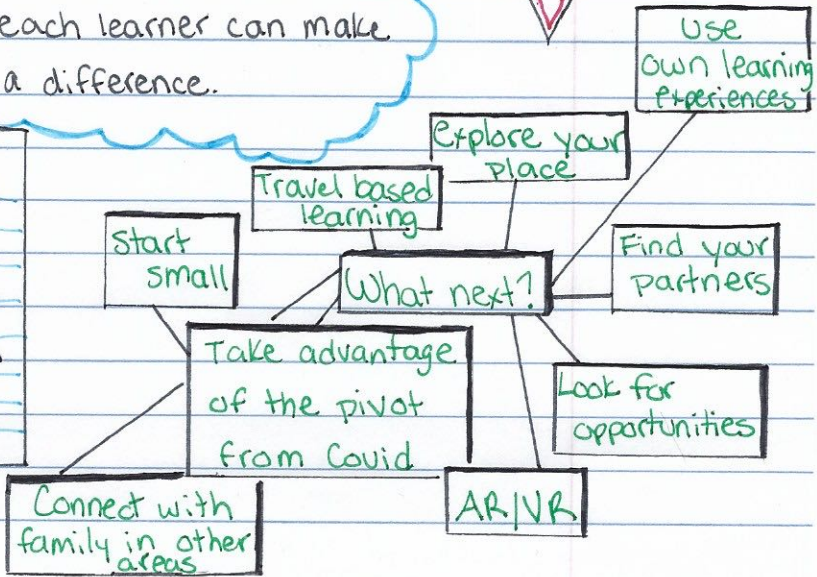 each learner can make
a difference.
Use
own learning
experiences
Explore your
place
Travel based
learning
Start
small
What next?
Find your
partners
Take advantage
of the pivot
from Covid
Look for
opportunities
Connect with
family in other
areas
AR/VR